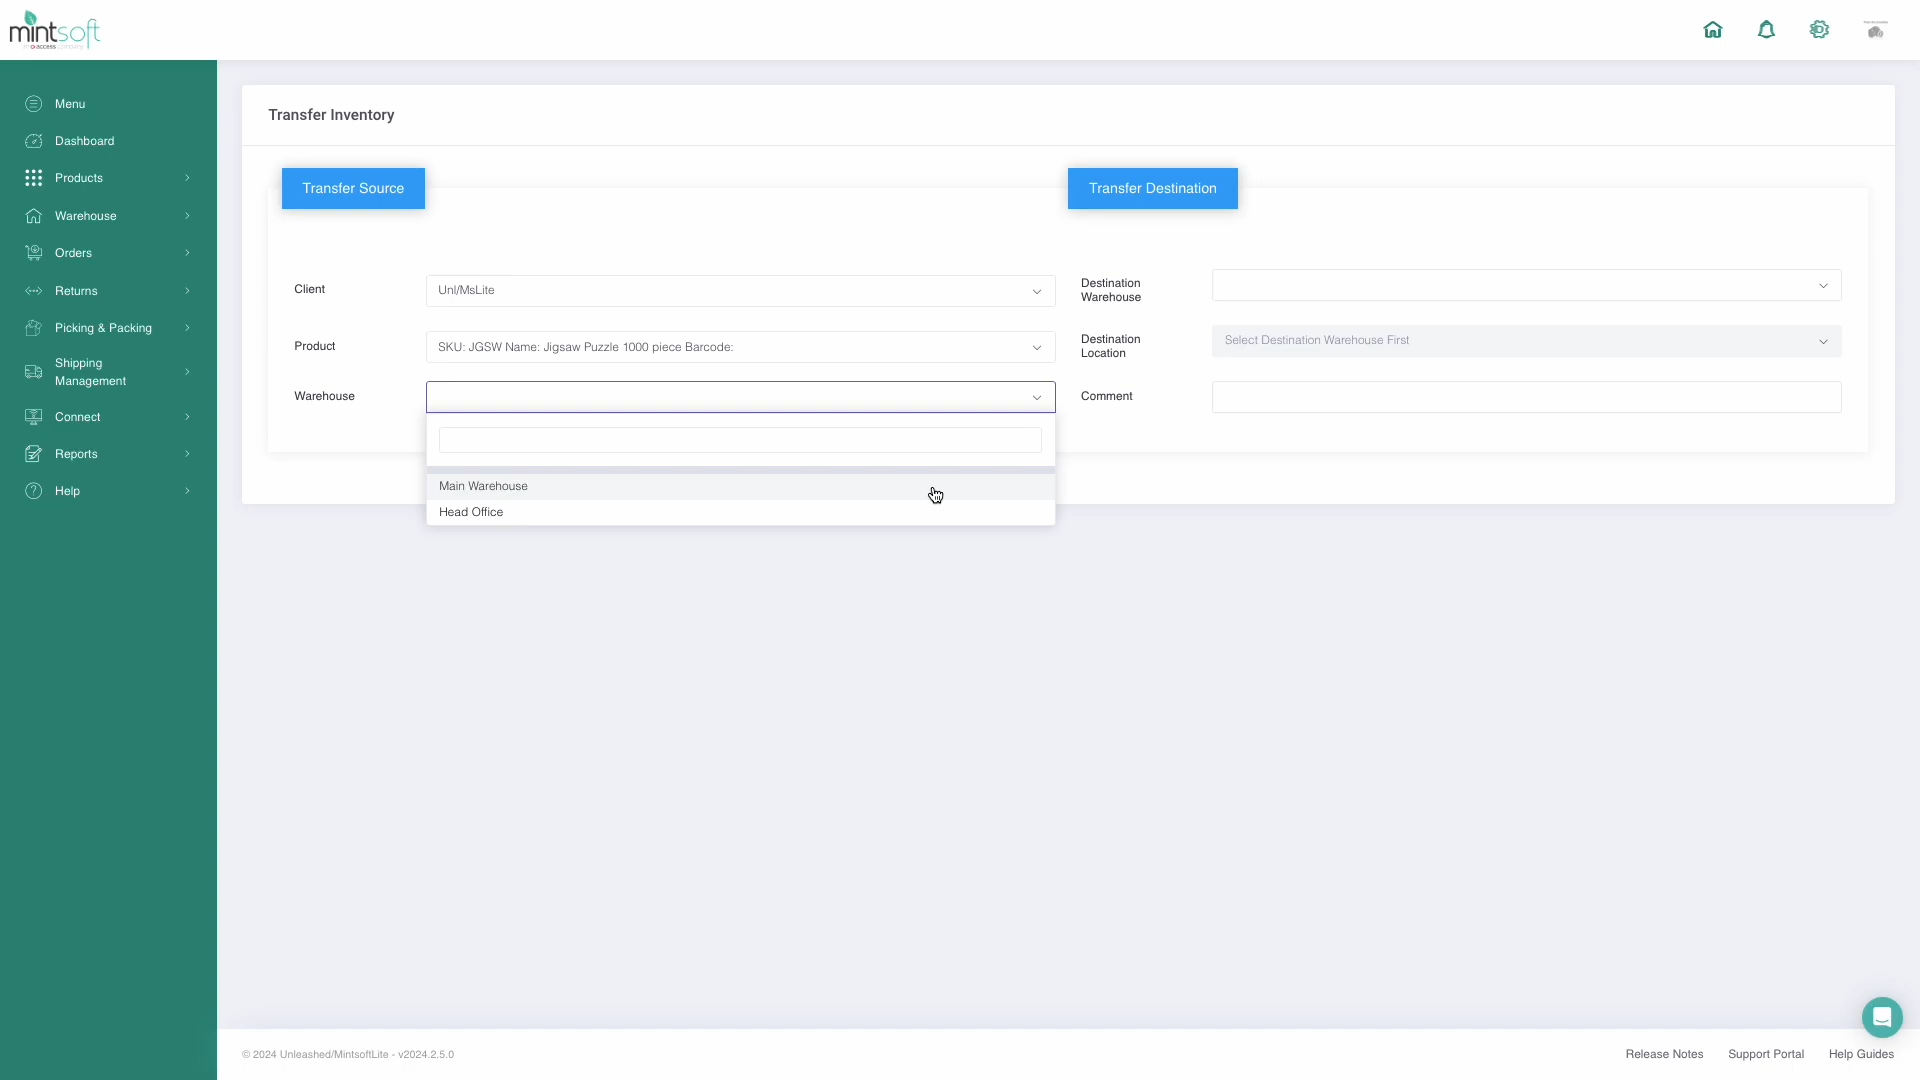 mintsoft
an access company
Menu
Dashboard
Products
Warehouse
Orders
Returns
Picking & Packing
Shipping
Management
Connect
Reports
Help
Transfer Inventory
Transfer Source
Transfer Destination
Client
Unl/MsLite
Destination
Warehouse
Product
SKU: JGSW Name: Jigsaw Puzzle 1000 piece Barcode:
Destination
Location
Select Destination Warehouse First
Warehouse
Comment
Main Warehouse
Head Office
© 2024 Unleashed/MintsoftLite - v2024.2.5.0
Release Notes
Support Portal
Help Guides